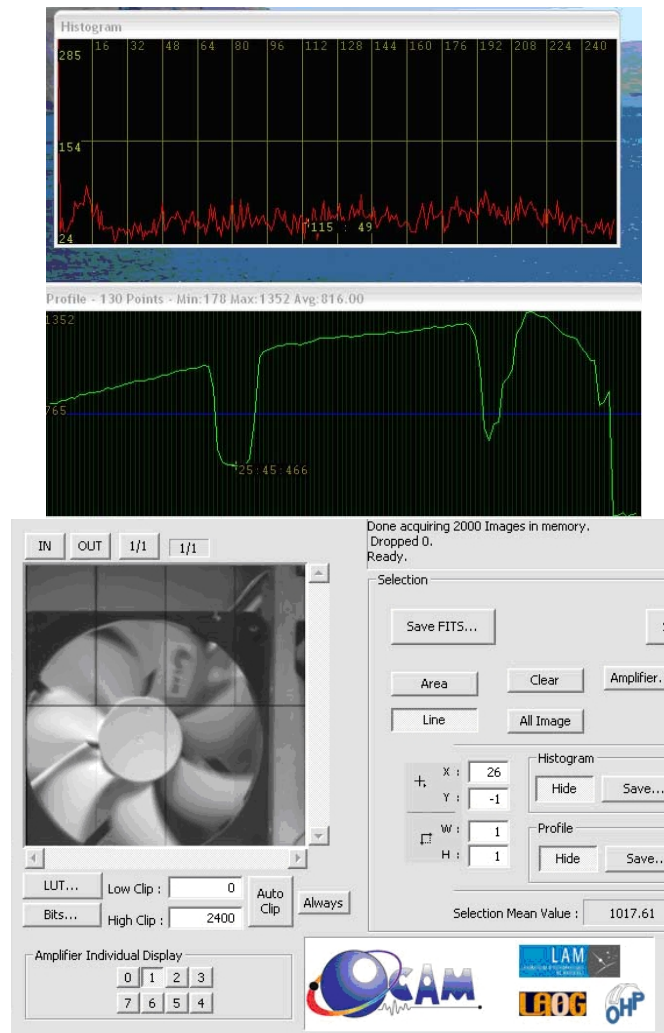 Histogram
285 16 32 48 64 80 96 112 128 144 160 176 192 208 224 240
154
24
115 : 49
Profile - 130 Points - Min:178 Max:1352 Avg:816.00
1352
765
25:45:466
Done acquiring 2000 Images in memory.
Dropped 0.
Ready.
IN OUT 1/1 1/1
Selection
Save FITS...
Area Clear Amplifier.
Line All Image
Histogram
X : 26
Y : -1
Hide Save...
Profile
W : 1
H : 1
Hide Save...
Selection Mean Value : 1017.61
LUT... Low Clip : 0
Bits... High Clip : 2400
Auto Clip Always
Amplifier Individual Display
0 1 2 3
7 6 5 4
OCAM
LAM
LAOG
OHP